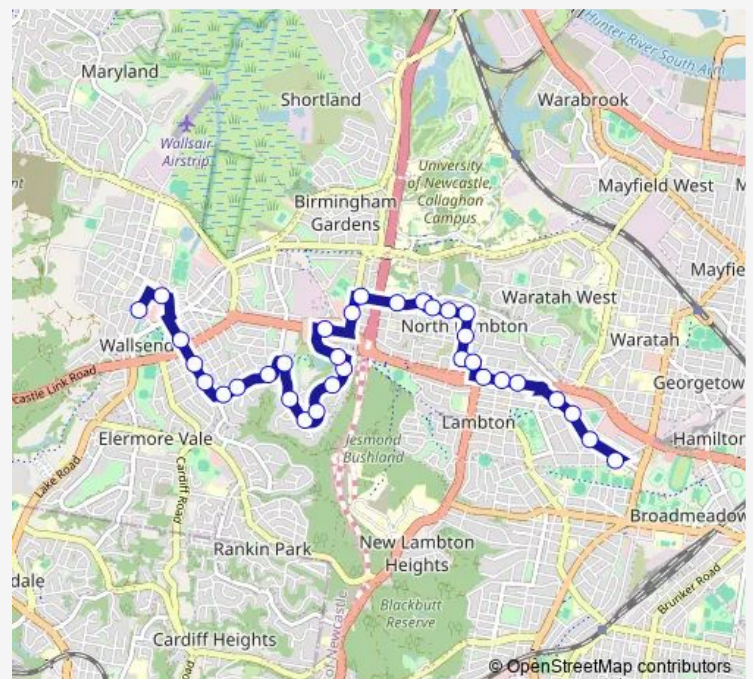 Maryland
Shortland
Warabrook
Hunter River South Arm
Wallsair
Airstrip
University
of Newcastle,
Callaghan
Campus
Mayfield West
Birmingham
Gardens
Mayfie
Waratah West
North Lambton
Waratah
Wallsend
castle Link Road
Georgetow
Lambton
Hamilton
Elermore Vale
Jesmond
Bushland
Lake Road
Cardiff Road
Broadmeadow
Rankin Park
New Lambton
Heights
dale
Brunker Road
Blackbutt
Reserve
of Newcastle
Cardiff Heights
© OpenStreetMap contributors